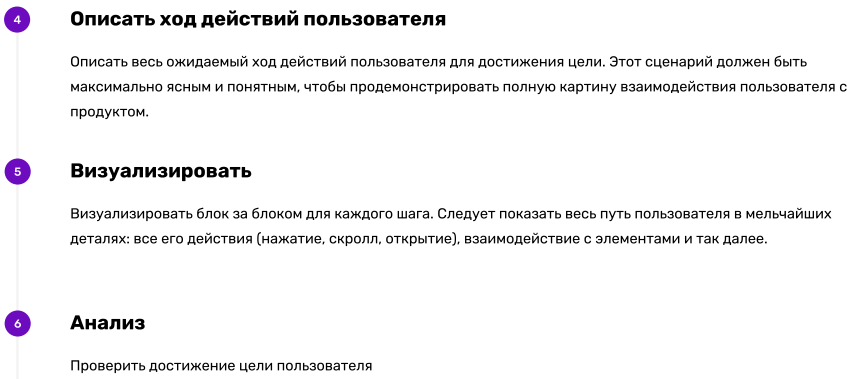 4
Описать ход действий пользователя
Описать весь ожидаемый ход действий пользователя для достижения цели. Этот сценарий должен быть
максимально ясным и понятным, чтобы продемонстрировать полную картину взаимодействия пользователя с
продуктом.
5
Визуализировать
Визуализировать блок за блоком для каждого шага. Следует показать весь путь пользователя в мельчайших
деталях: все его действия (нажатие, скролл, открытие), взаимодействие с элементами и так далее.
6
Анализ
Проверить достижение цели пользователя